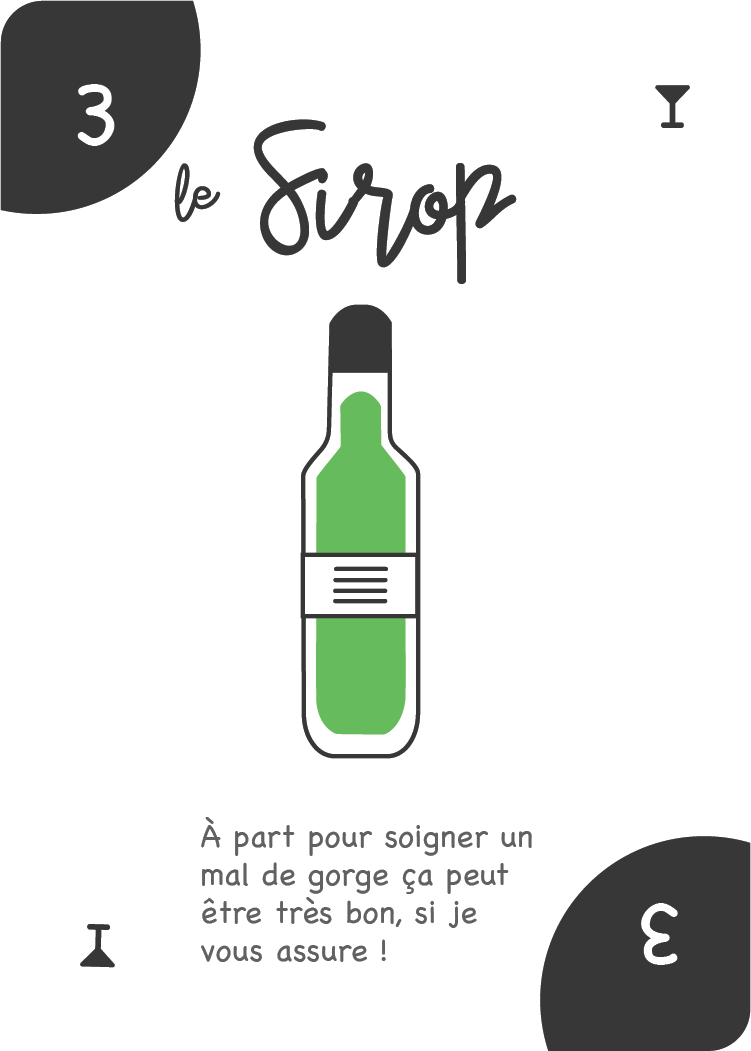 3
le Sirop
À part pour soigner un
mal de gorge ça peut
être très bon, si je
vous assure !
3